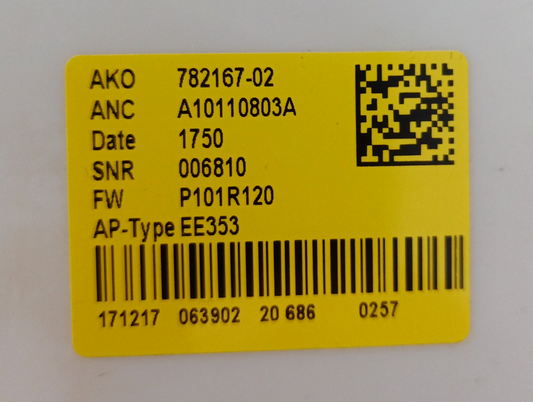 AKO 782167-02
ANC A10110803A
Date 1750
SNR 006810
FW P101R120
AP-Type EE353
171217 063902 20 686 0257